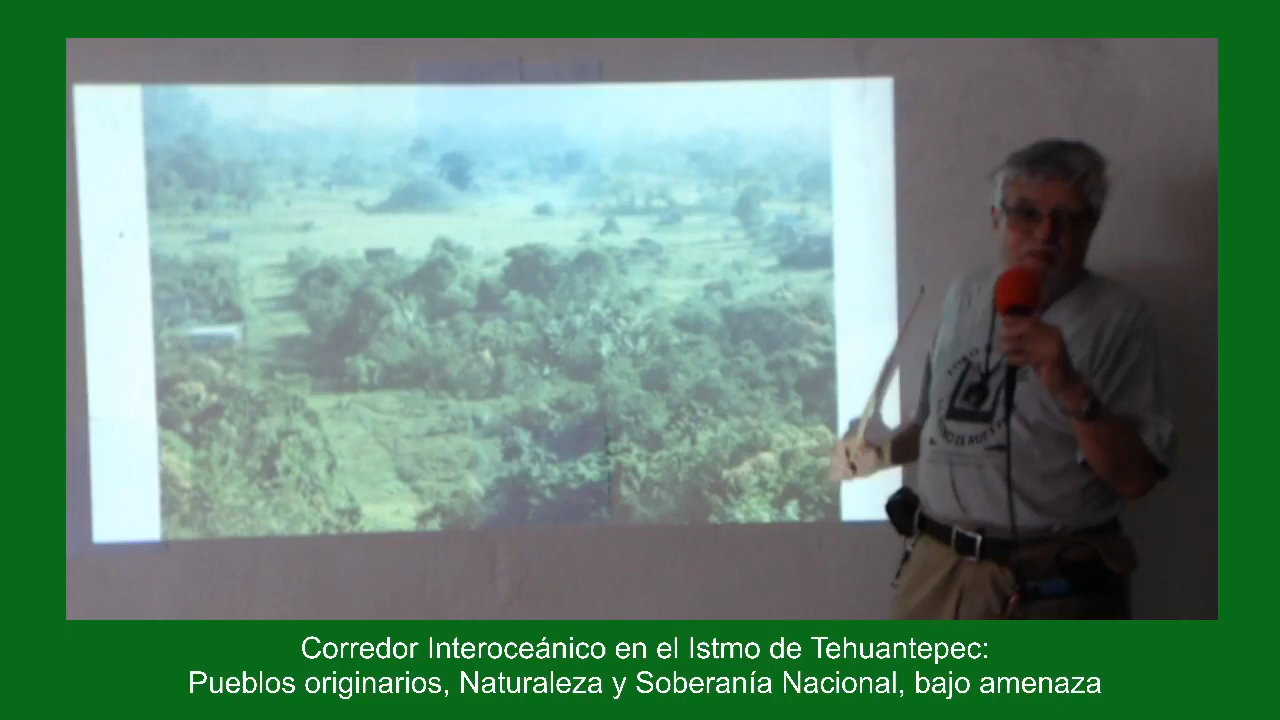 Corredor Interoceánico en el Istmo de Tehuantepec:
Pueblos originarios, Naturaleza y Soberanía Nacional, bajo amenaza